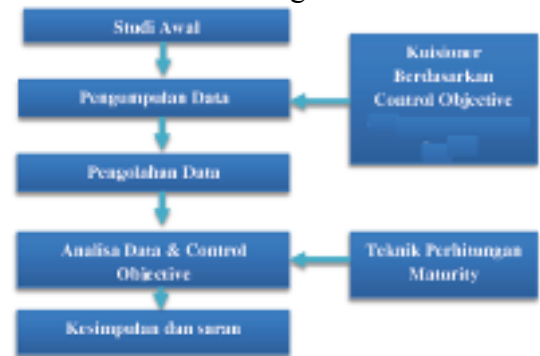 Studi Awal
Pengumpulan Data
Kuisioner
Berdasarkan
Control Objective
Pengolahan Data
Analisa Data & Control
Objective
Teknik Perhitungan
Maturity
Kesimpulan dan saran